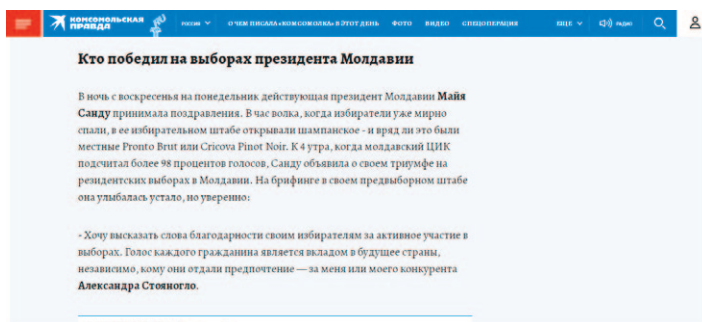 КОМСОМОЛЬСКАЯ
ПРАВДА
РОССИЯ О ЧЕМ ПИСАЛА «КОМСОМОЛКА» В ЭТОТ ДЕНЬ ФОТО ВИДЕО СПЕЦОПЕРАЦИЯ ЕЩЕ РАДИО
Кто победил на выборах президента Молдавии
В ночь с воскресенья на понедельник действующая президент Молдавии Майя
Санду принимала поздравления. В час волка, когда избиратели уже мирно
спали, в ее избирательном штабе открывали шампанское - и вряд ли это были
местные Pronto Brut или Cricova Pinot Noir. К 4 утра, когда молдавский ЦИК
подсчитал более 98 процентов голосов, Санду объявила о своем триумфе на
резидентских выборах в Молдавии. На брифинге в своем предвыборном штабе
она улыбалась устало, но уверенно:
- Хочу высказать слова благодарности своим избирателям за активное участие в
выборах. Голос каждого гражданина является вкладом в будущее страны,
независимо, кому они отдали предпочтение — за меня или моего конкурента
Александра Стояногло.